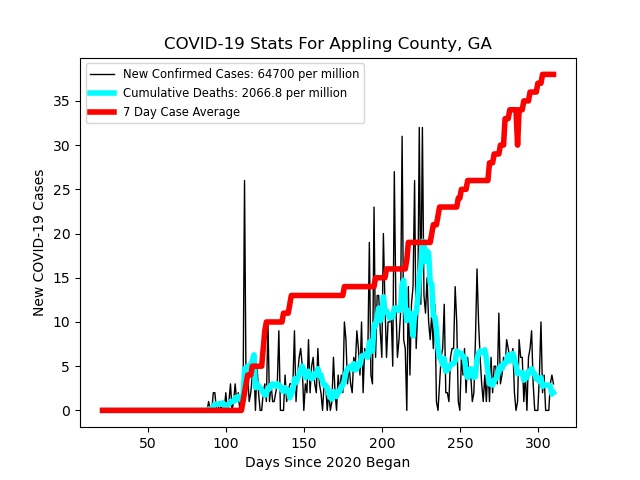 COVID-19 Stats For Appling County, GA
New Confirmed Cases: 64700 per million
Cumulative Deaths: 2066.8 per million
7 Day Case Average
New COVID-19 Cases
35
30
25
20
15
10
5
0
50 100 150 200 250 300
Days Since 2020 Began